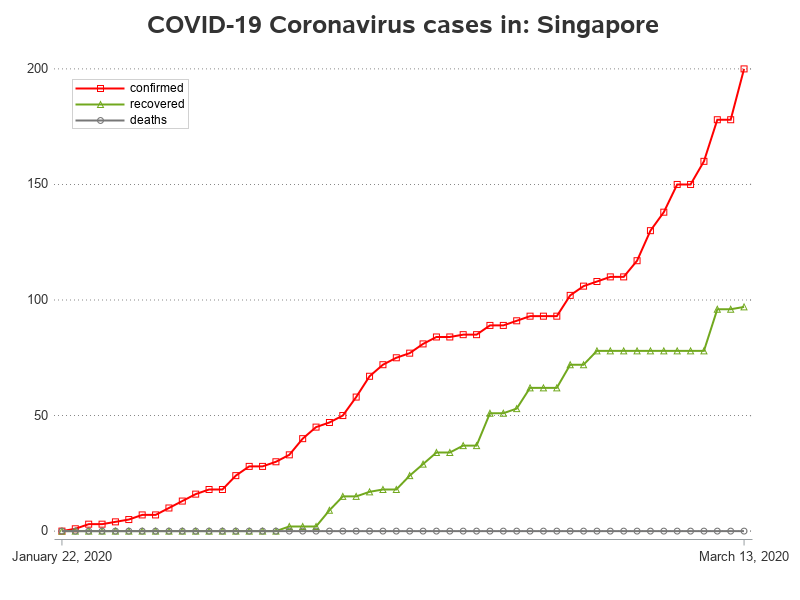 COVID-19 Coronavirus cases in: Singapore
200
confirmed
recovered
deaths
150
100
50
0
January 22, 2020
March 13, 2020